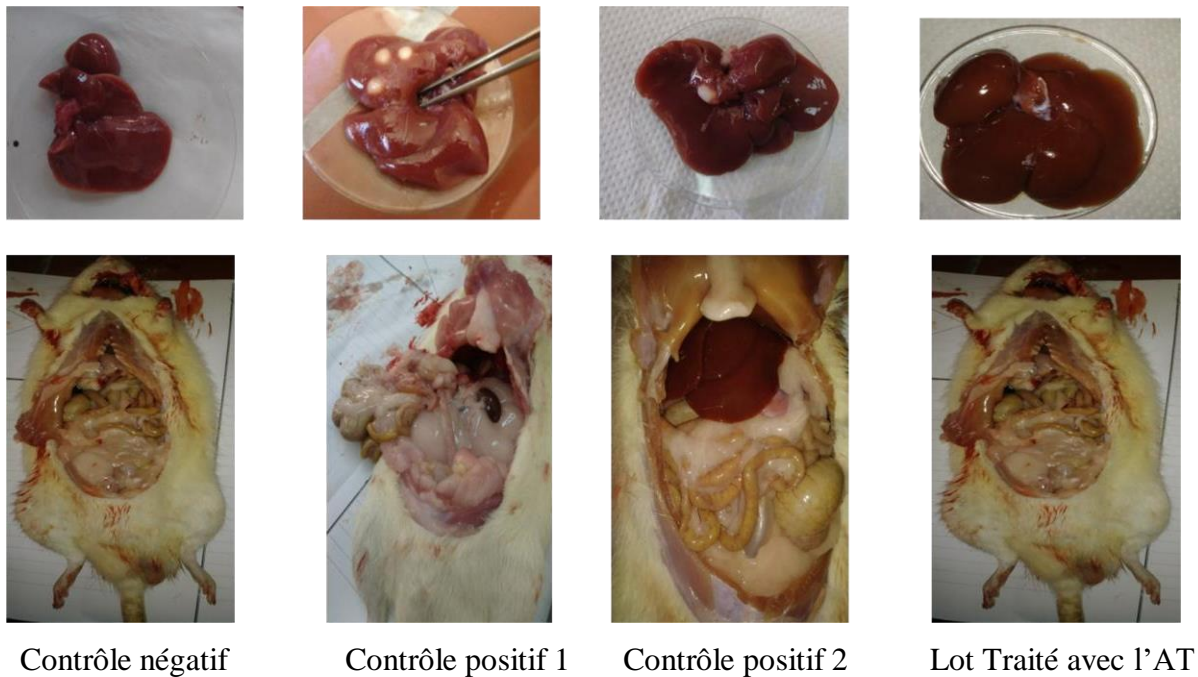 Contrôle négatif
Contrôle positif 1
Contrôle positif 2
Lot Traité avec l’AT